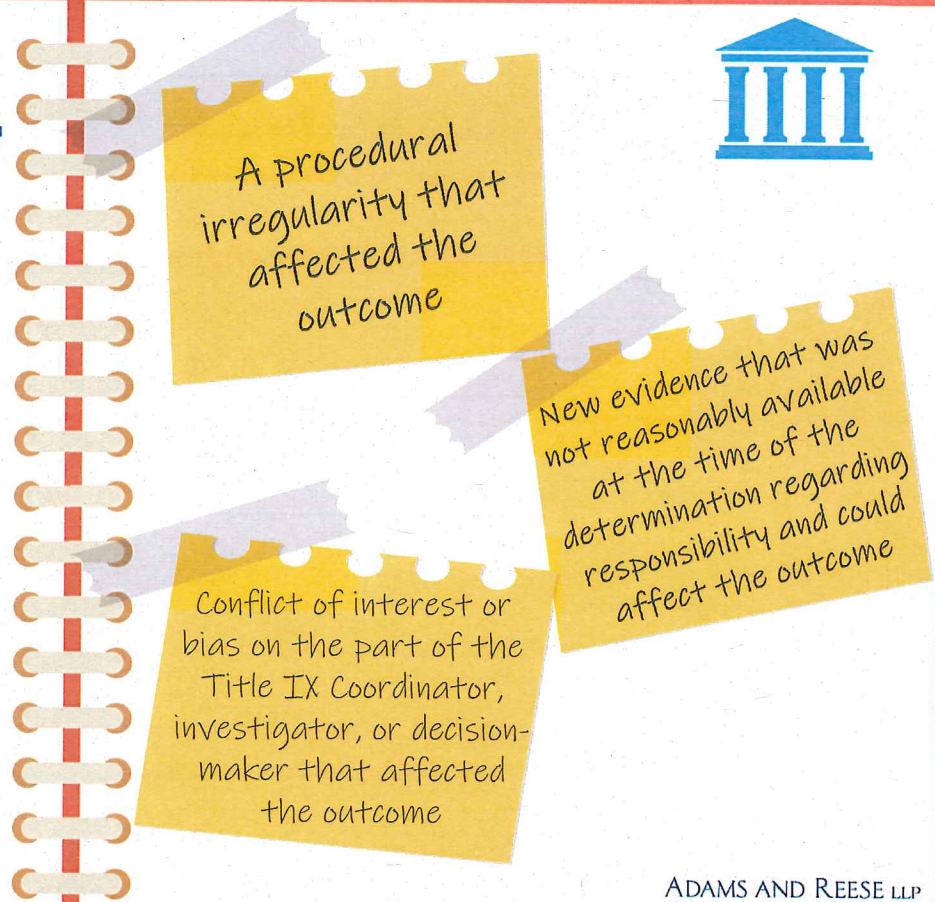 A procedural
irregularity that
affected the
outcome
New evidence that was
not reasonably available
at the time of the
determination regarding
responsibility and could
affect the outcome
Conflict of interest or
bias on the part of the
Title IX Coordinator,
investigator, or decision-
maker that affected
the outcome
ADAMS AND REESE LLP